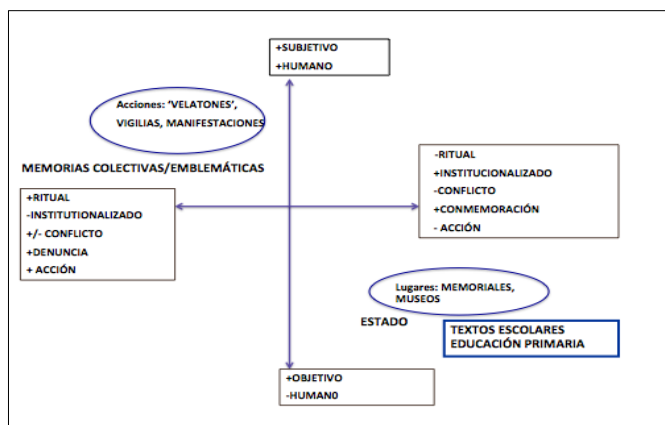 +SUBJETIVO
+HUMANO
Acciones: 'VELATONES',
VIGILIAS, MANIFESTACIONES
MEMORIAS COLECTIVAS/EMBLEMÁTICAS
+RITUAL
-INSTITUTIONALIZADO
+/- CONFLICTO
+DENUNCIA
+ ACCIÓN
-RITUAL
+INSTITUCIONALIZADO
-CONFLICTO
+CONMEMORACIÓN
- ACCIÓN
Lugares: MEMORIALES,
MUSEOS
ESTADO
TEXTOS ESCOLARES
EDUCACIÓN PRIMARIA
+OBJETIVO
-HUMAN0